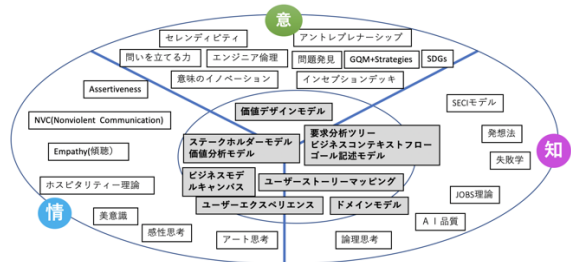 意
セレンディピティ
アントレプレナーシップ
問いを立てる力
エンジニア倫理
問題発見
GQM+Strategies
SDGs
意味のイノベーション
インセプションデッキ
Assertiveness
NVC(Nonviolent Communication)
Empathy(傾聴)
ホスピタリティー理論
情
美意識
感性思考
アート思考
価値デザインモデル
ステークホルダーモデル
価値分析モデル
要求分析ツリー
ビジネスコンテキストフロー
ゴール記述モデル
ビジネスモデ
ルキャンバス
ユーザーストーリーマッピング
ユーザーエクスペリエンス
ドメインモデル
SECIモデル
発想法
知
失敗学
JOBS理論
AI品質
論理思考